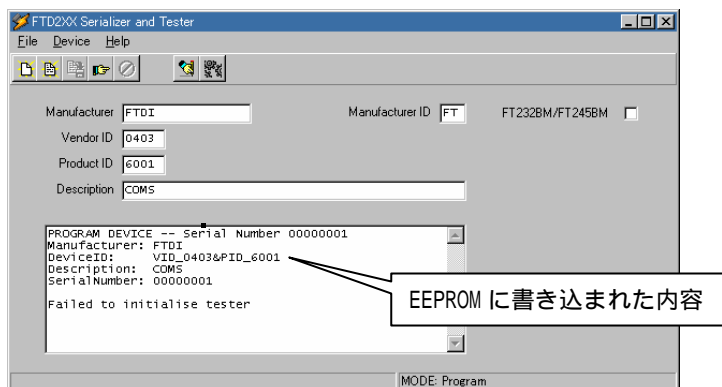 FTD2XX Serializer and Tester
File Device Help
Manufacturer FTDI Manufacturer ID FT FT232BM/FT245BM
Vendor ID 0403
Product ID 6001
Description COMS
PROGRAM DEVICE -- Serial Number 00000001
Manufacturer: FTDI
DeviceID: VID_0403&PID_6001
Description: COMS
SerialNumber: 00000001
Failed to initialise tester
EEPROM に書き込まれた内容
MODE: Program